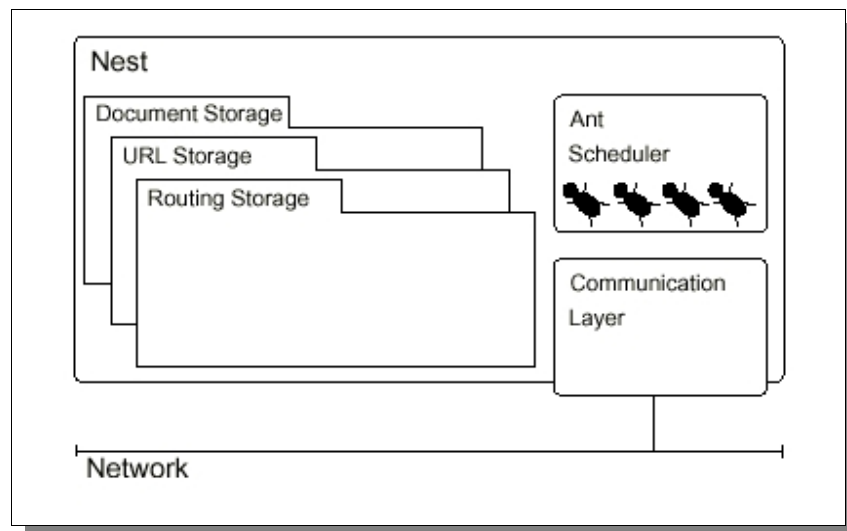 Nest
Document Storage
URL Storage
Routing Storage
Ant
Scheduler
Communication
Layer
Network